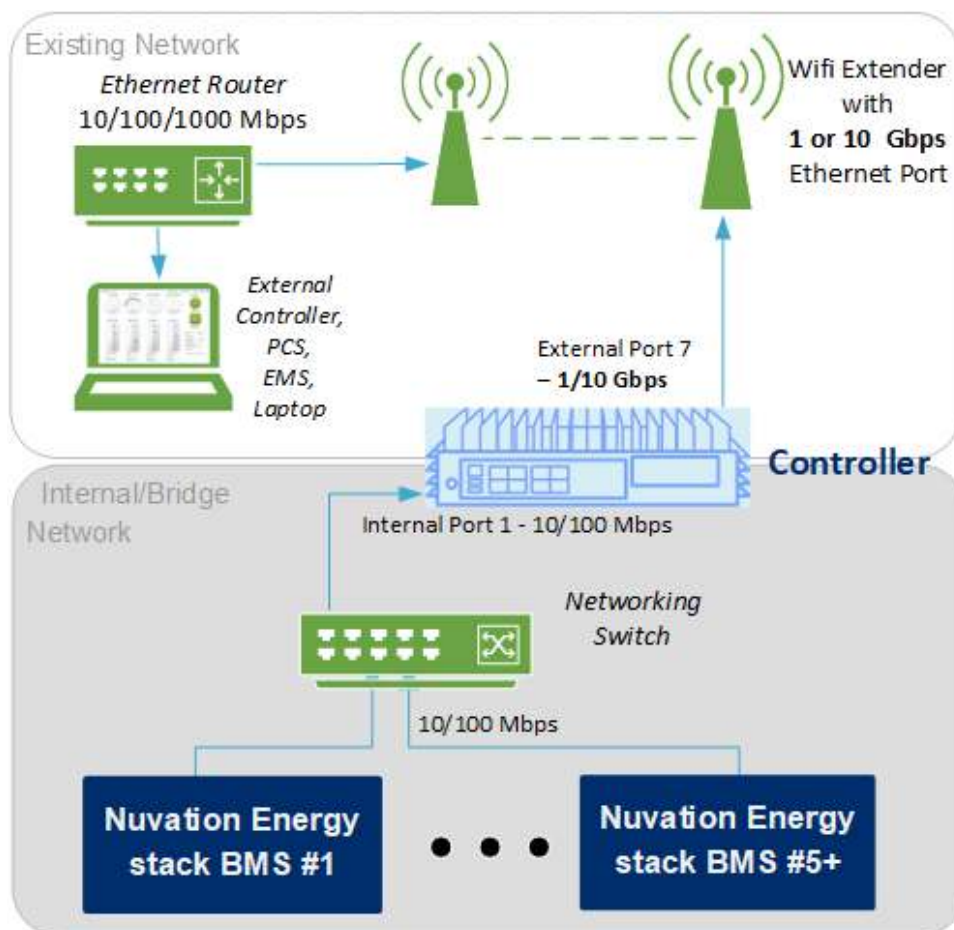 Existing Network
Ethernet Router
10/100/1000 Mbps
Wifi Extender
with
1 or 10 Gbps
Ethernet Port
External
Controller,
PCS,
EMS,
Laptop
External Port 7
– 1/10 Gbps
Controller
Internal/Bridge
Network
Internal Port 1 - 10/100 Mbps
Networking
Switch
10/100 Mbps
Nuvation Energy
stack BMS #1
Nuvation Energy
stack BMS #5+